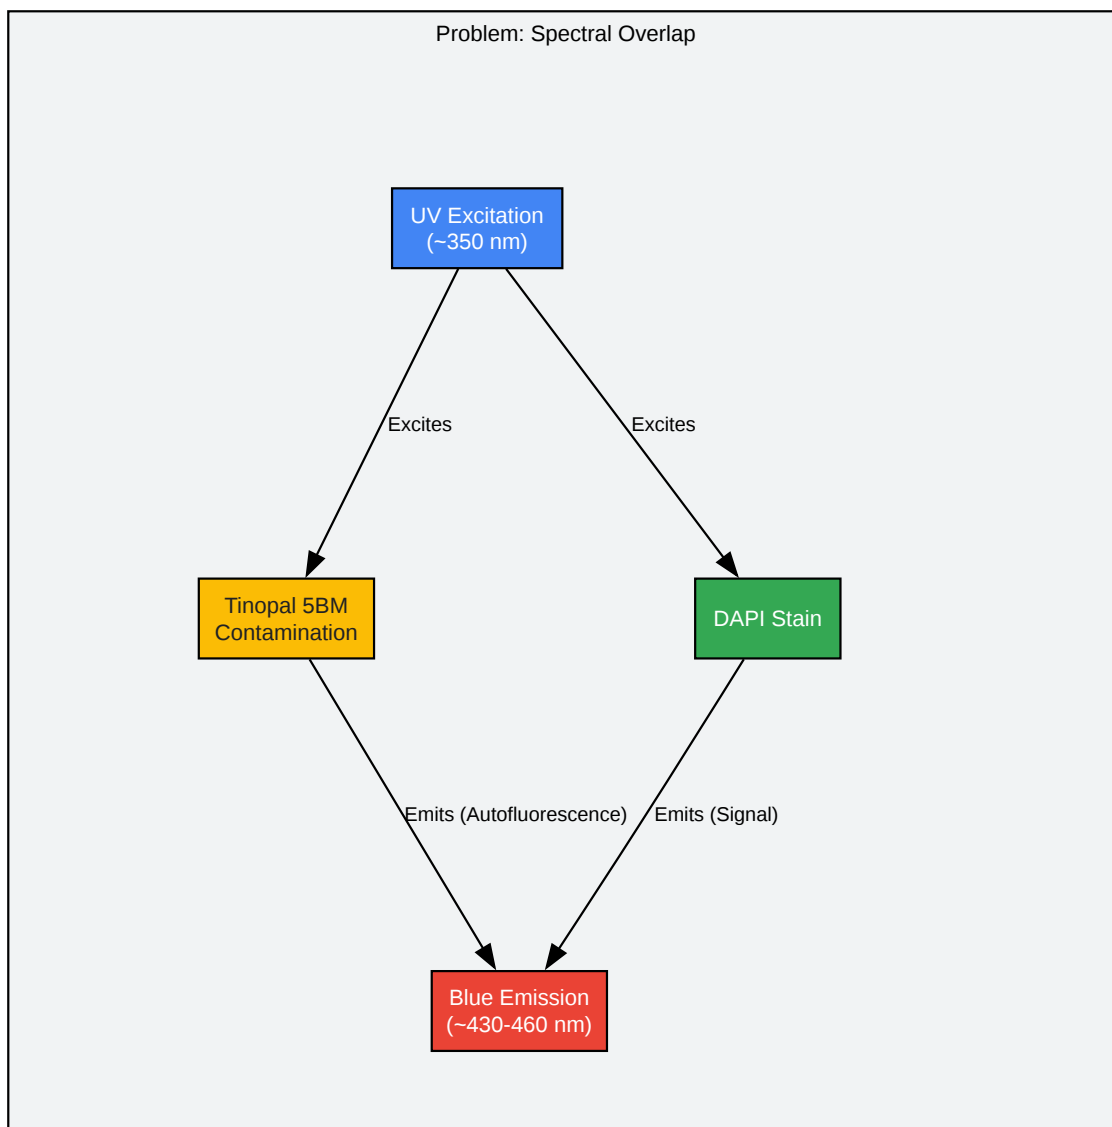 Problem: Spectral Overlap
UV Excitation
(~350 nm)
Excites
Excites
Tinopal 5BM
Contamination
DAPI Stain
Emits (Autofluorescence)
Emits (Signal)
Blue Emission
(~430-460 nm)